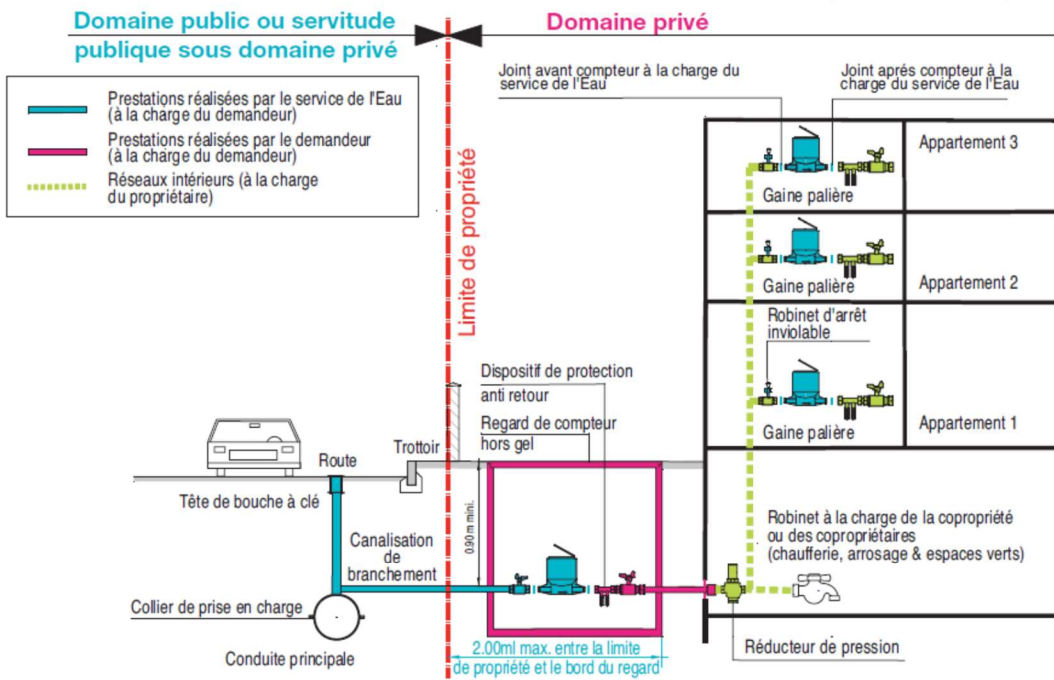 Domaine public ou servitude
publique sous domaine privé
Domaine privé
Prestations réalisées par le service de l'Eau
(à la charge du demandeur)
Prestations réalisées par le demandeur
(à la charge du demandeur)
Réseaux intérieurs (à la charge
du propriétaire)
Limite de propriété
Joint avant compteur à la charge du
service de l'Eau
Joint aprés compteur à la
charge du service de l'Eau
Appartement 3
Gaine palière
Appartement 2
Gaine palière
Robinet d'arrêt
inviolable
Appartement 1
Gaine palière
Dispositif de protection
anti retour
Regard de compteur
hors gel
Trottoir
Route
Tête de bouche à clé
0.90 m mini.
Canalisation
de
branchement
Collier de prise en charge
Conduite principale
2.00ml max. entre la limite
de propriété et le bord du regard
Robinet à la charge de la copropriété
ou des copropriétaires
(chaufferie, arrosage & espaces verts)
Réducteur de pression